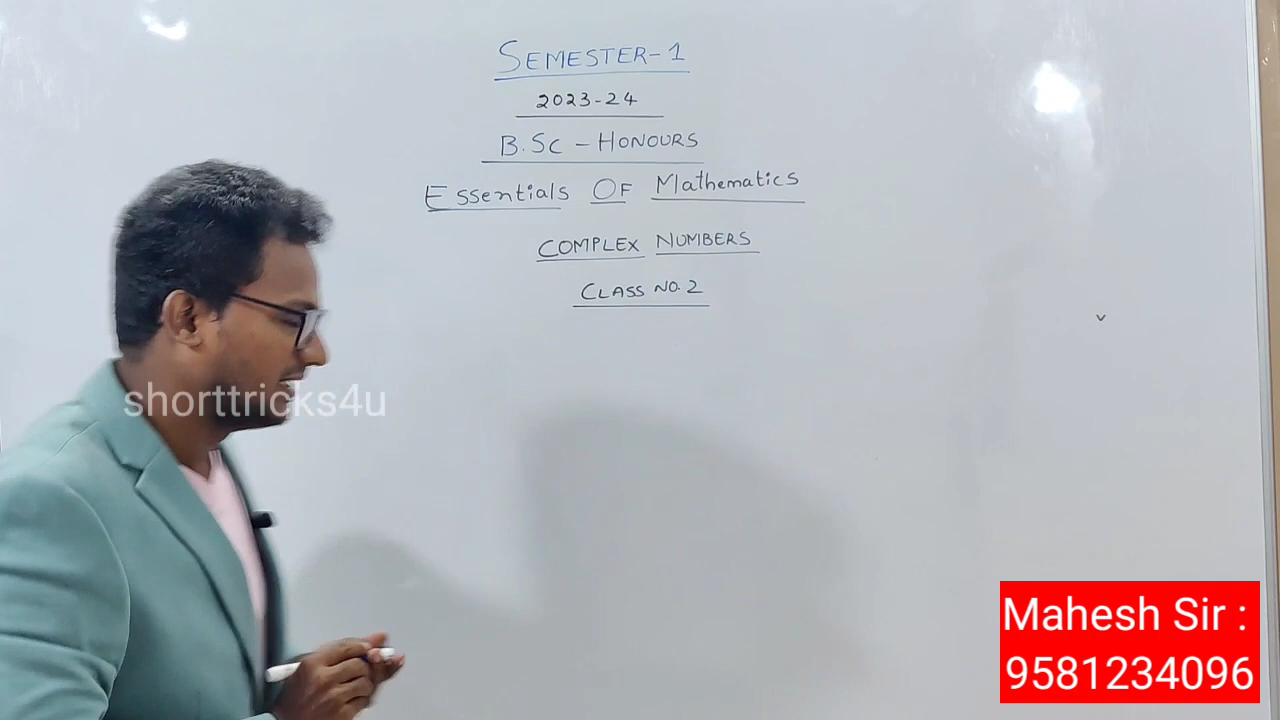 SEMESTER-1
2023-24
B.Sc - HONOURS
Essentials OF Mathematics
COMPLEX NUMBERS
CLASS NO. 2
v
shorttricks4u
Mahesh Sir :
9581234096